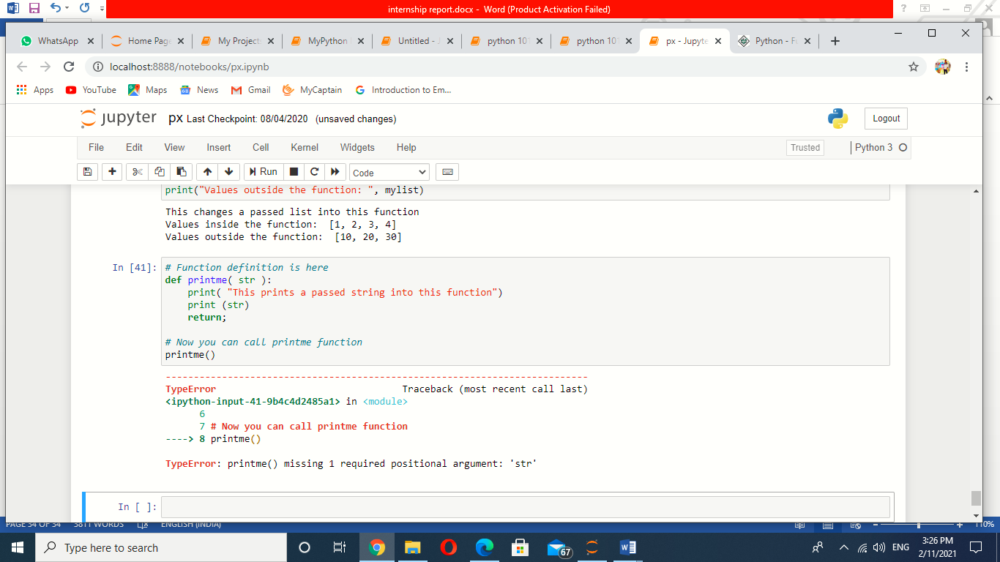 internship report.docx - Word (Product Activation Failed)
WhatsApp
Home Page
My Project
MyPython
Untitled - J
python 101
python 101
px - Jupyte
Python - Fu
localhost:8888/notebooks/px.ipynb
Apps YouTube Maps News Gmail MyCaptain Introduction to Em...
jupyter px Last Checkpoint: 08/04/2020 (unsaved changes)
Logout
File Edit View Insert Cell Kernel Widgets Help
Trusted Python 3
Run Code
print("Values outside the function: ", mylist)
This changes a passed list into this function
Values inside the function:  [1, 2, 3, 4]
Values outside the function:  [10, 20, 30]
In [41]:
# Function definition is here
def printme( str ):
    print( "This prints a passed string into this function")
    print (str)
    return;
# Now you can call printme function
printme()
---------------------------------------------------------------------------
TypeError                                 Traceback (most recent call last)
<ipython-input-41-9b4c4d2485a1> in <module>
      6
      7 # Now you can call printme function
----> 8 printme()
TypeError: printme() missing 1 required positional argument: 'str'
In [ ]:
PAGE 34 OF 34 3811 WORDS ENGLISH (INDIA) 110%
Type here to search
67
ENG
3:26 PM
2/11/2021